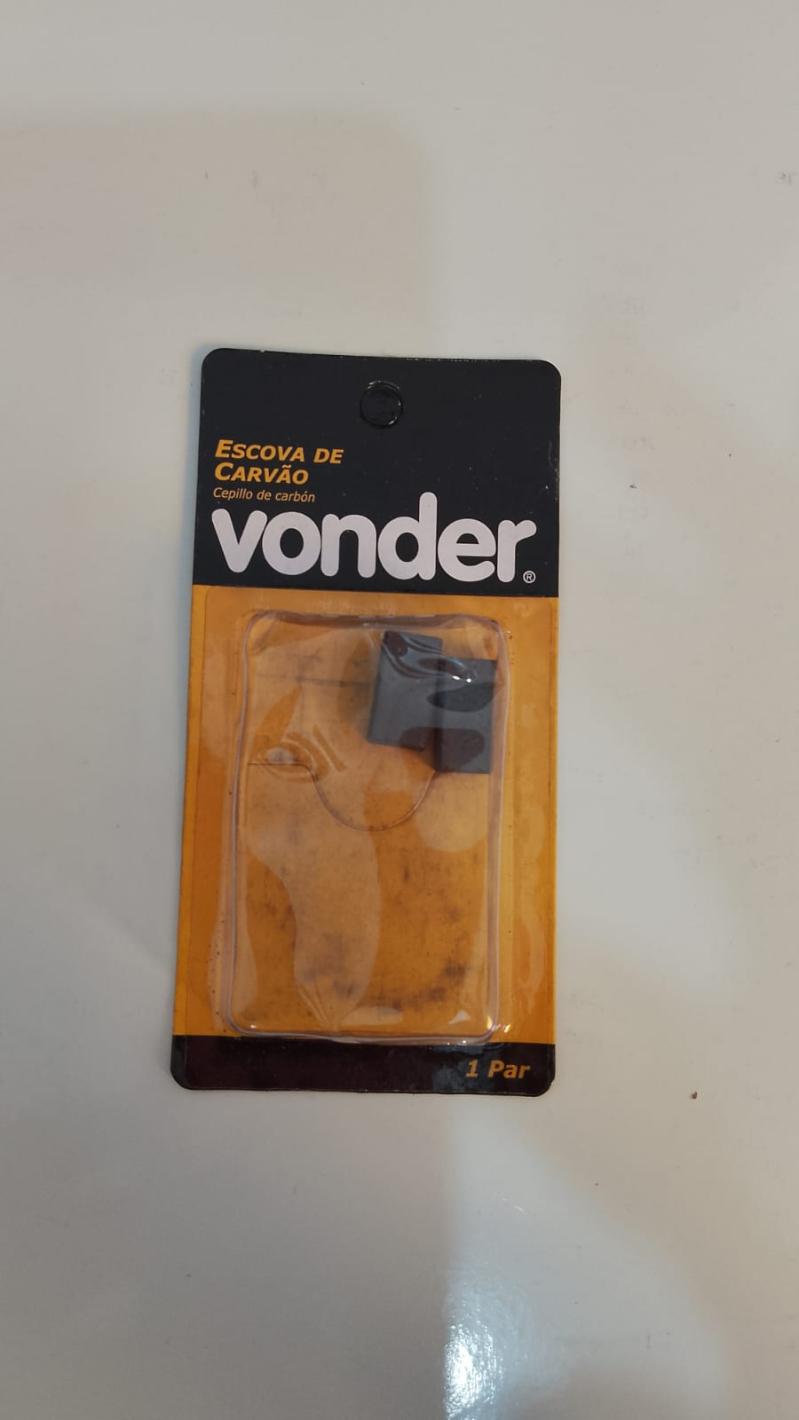 ESCOVA DE
CARVÃO
Cepillo de carbón
vonder®
1 Par